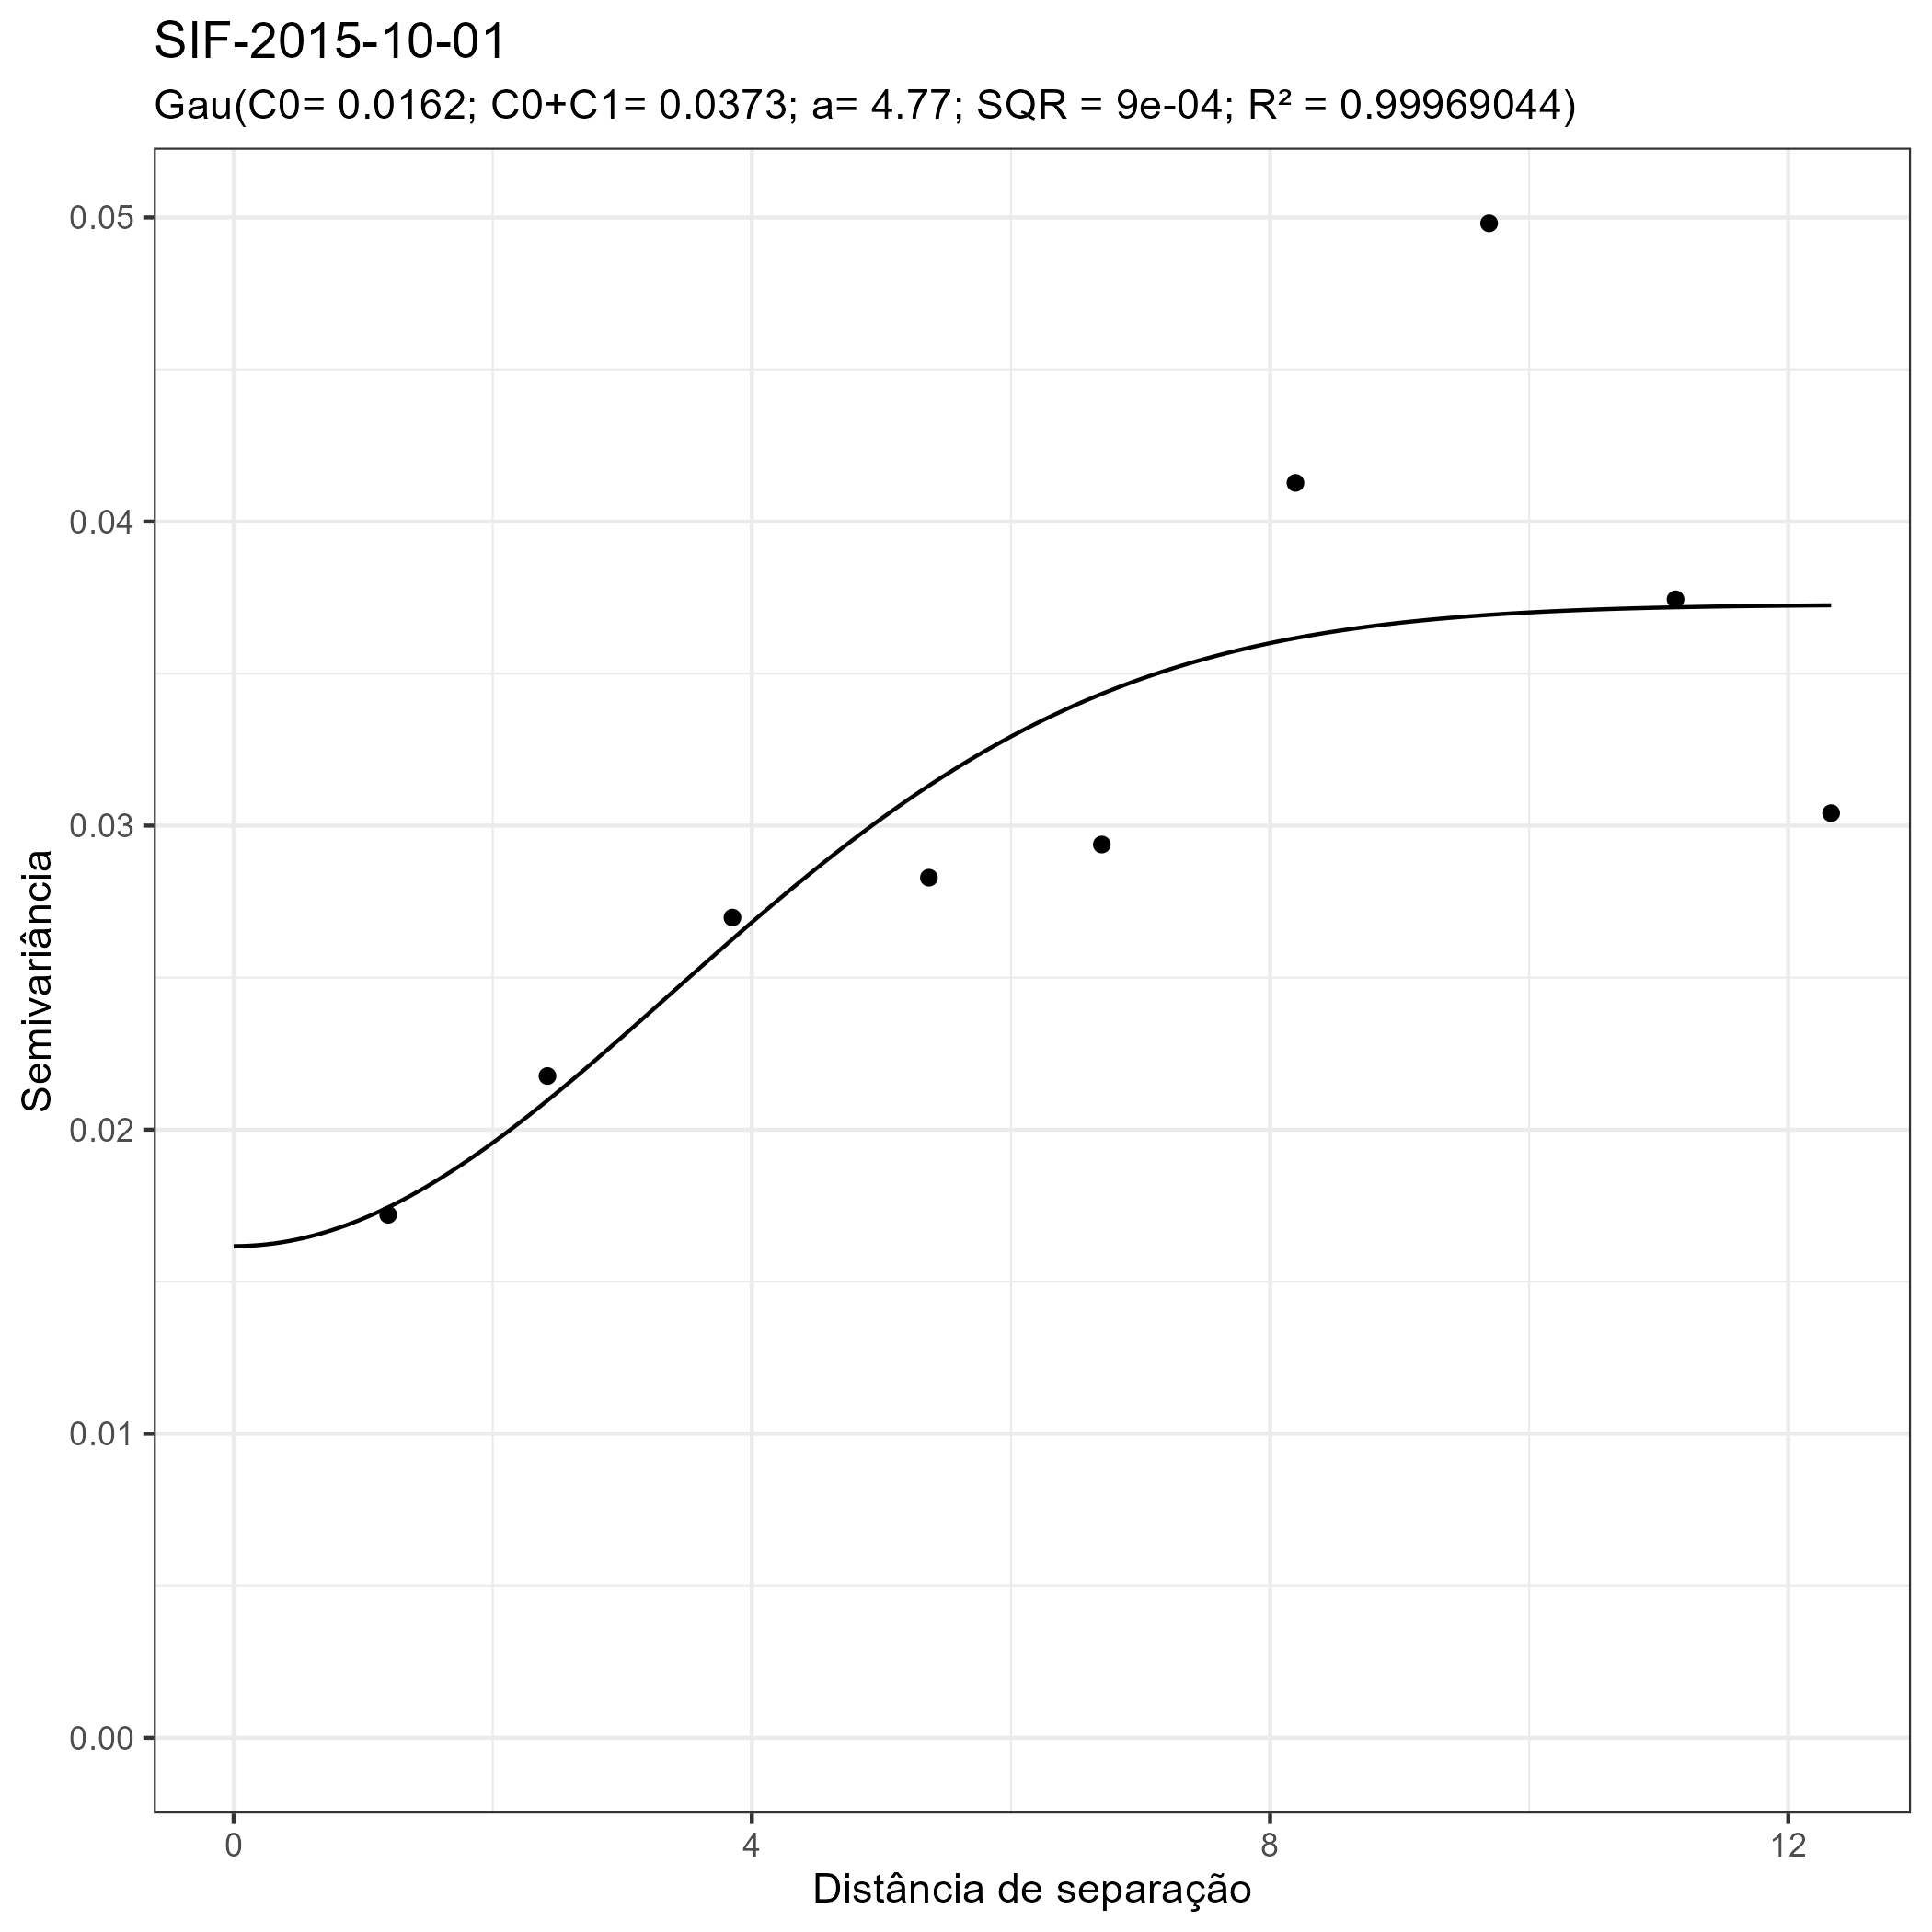 SIF-2015-10-01
Gau(C0= 0.0162; C0+C1= 0.0373; a= 4.77; SQR = 9e-04; R² = 0.99969044)
Semivariância
0.05
0.04
0.03
0.02
0.01
0.00
0 4 8 12
Distância de separação